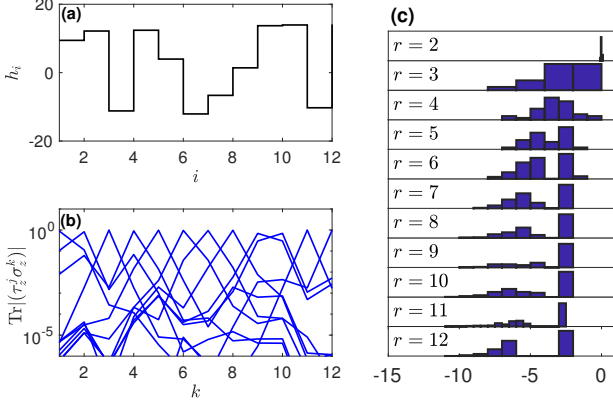 (a)
20
0
-20
h_i
2 4 6 8 10 12
i
(b)
10^0
10^-5
Tr|(τ_z^j σ_z^k)|
2 4 6 8 10 12
k
(c)
r = 2
r = 3
r = 4
r = 5
r = 6
r = 7
r = 8
r = 9
r = 10
r = 11
r = 12
-15 -10 -5 0